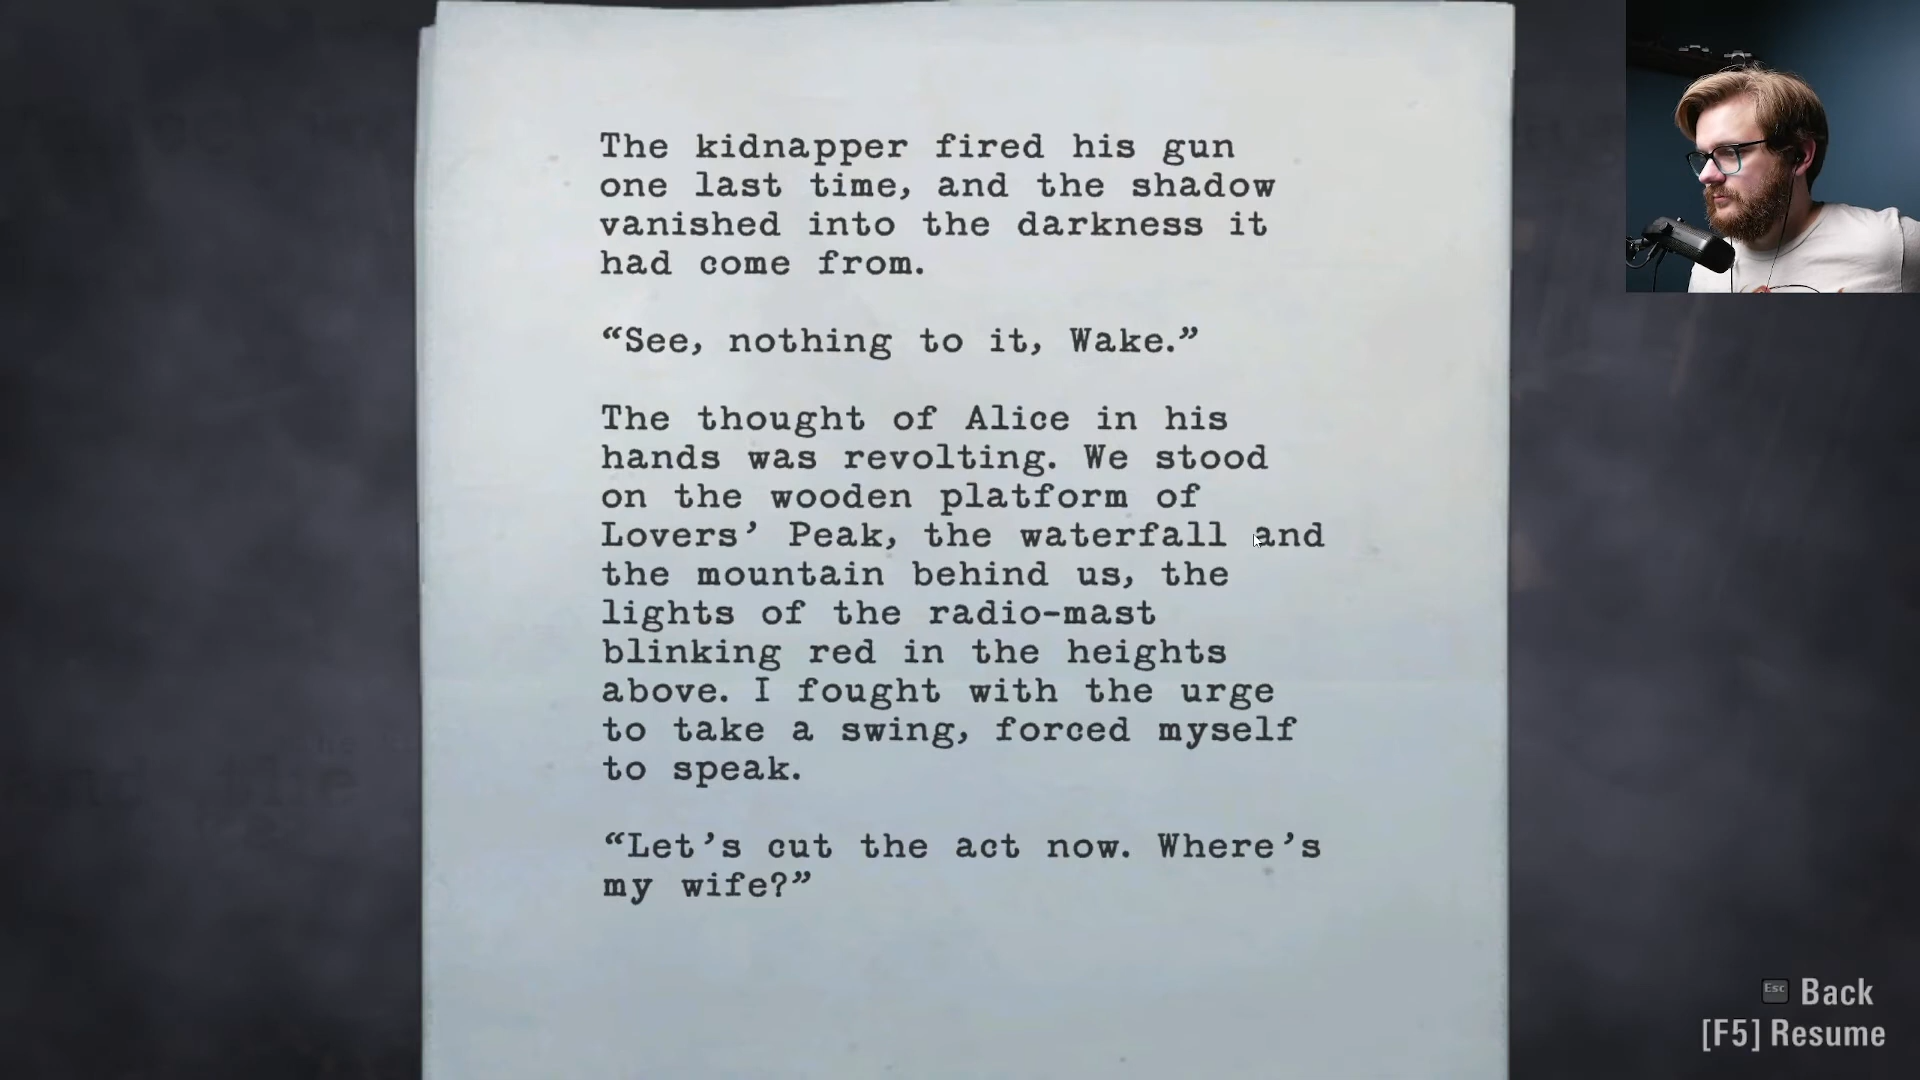 The kidnapper fired his gun
one last time, and the shadow
vanished into the darkness it
had come from.
“See, nothing to it, Wake.”
The thought of Alice in his
hands was revolting. We stood
on the wooden platform of
Lovers’ Peak, the waterfall and
the mountain behind us, the
lights of the radio-mast
blinking red in the heights
above. I fought with the urge
to take a swing, forced myself
to speak.
“Let’s cut the act now. Where’s
my wife?”
Esc Back
[F5] Resume